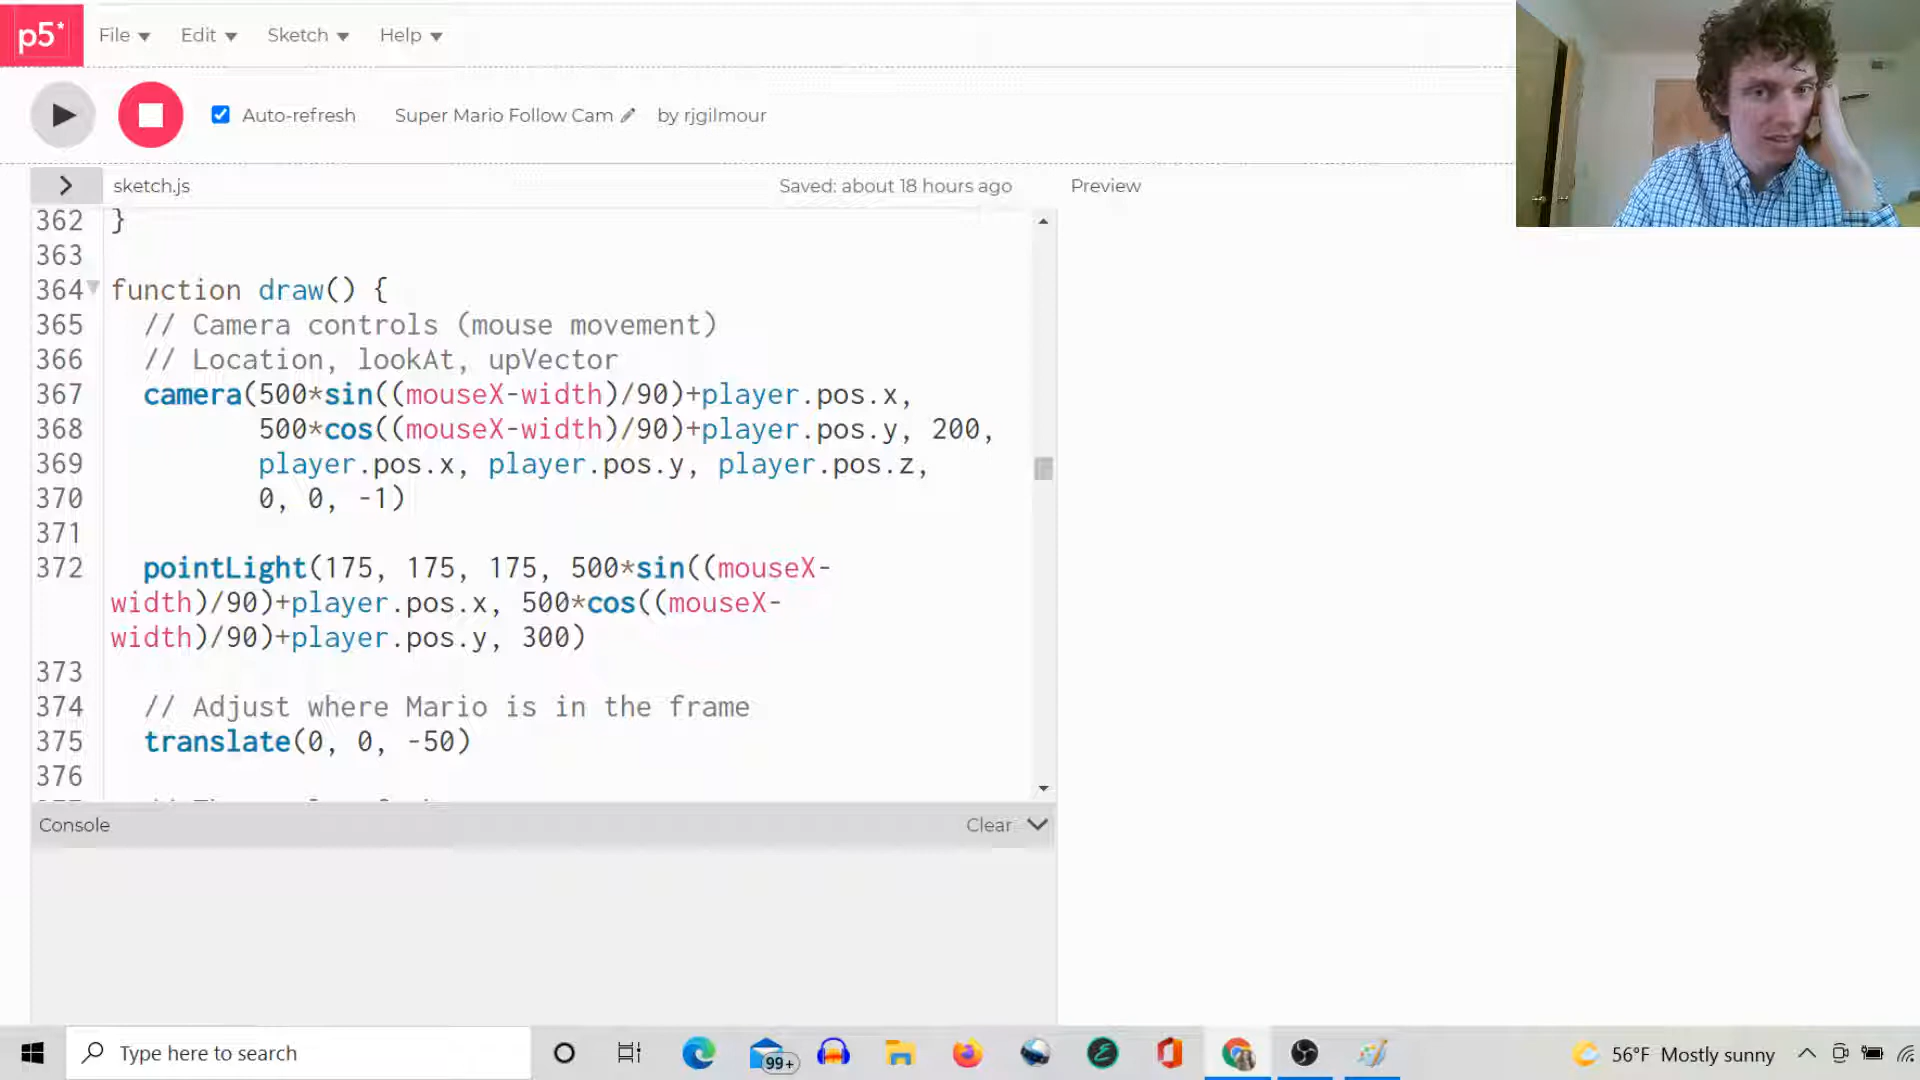 p5* File Edit Sketch Help
Auto-refresh Super Mario Follow Cam by rjgilmour
sketch.js Saved: about 18 hours ago Preview
362 }
363
364 function draw() {
365 // Camera controls (mouse movement)
366 // Location, lookAt, upVector
367 camera(500*sin((mouseX-width)/90)+player.pos.x,
368 500*cos((mouseX-width)/90)+player.pos.y, 200,
369 player.pos.x, player.pos.y, player.pos.z,
370 0, 0, -1)
371
372 pointLight(175, 175, 175, 500*sin((mouseX-
width)/90)+player.pos.x, 500*cos((mouseX-
width)/90)+player.pos.y, 300)
373
374 // Adjust where Mario is in the frame
375 translate(0, 0, -50)
376
Console Clear
Type here to search 99+ 56°F Mostly sunny